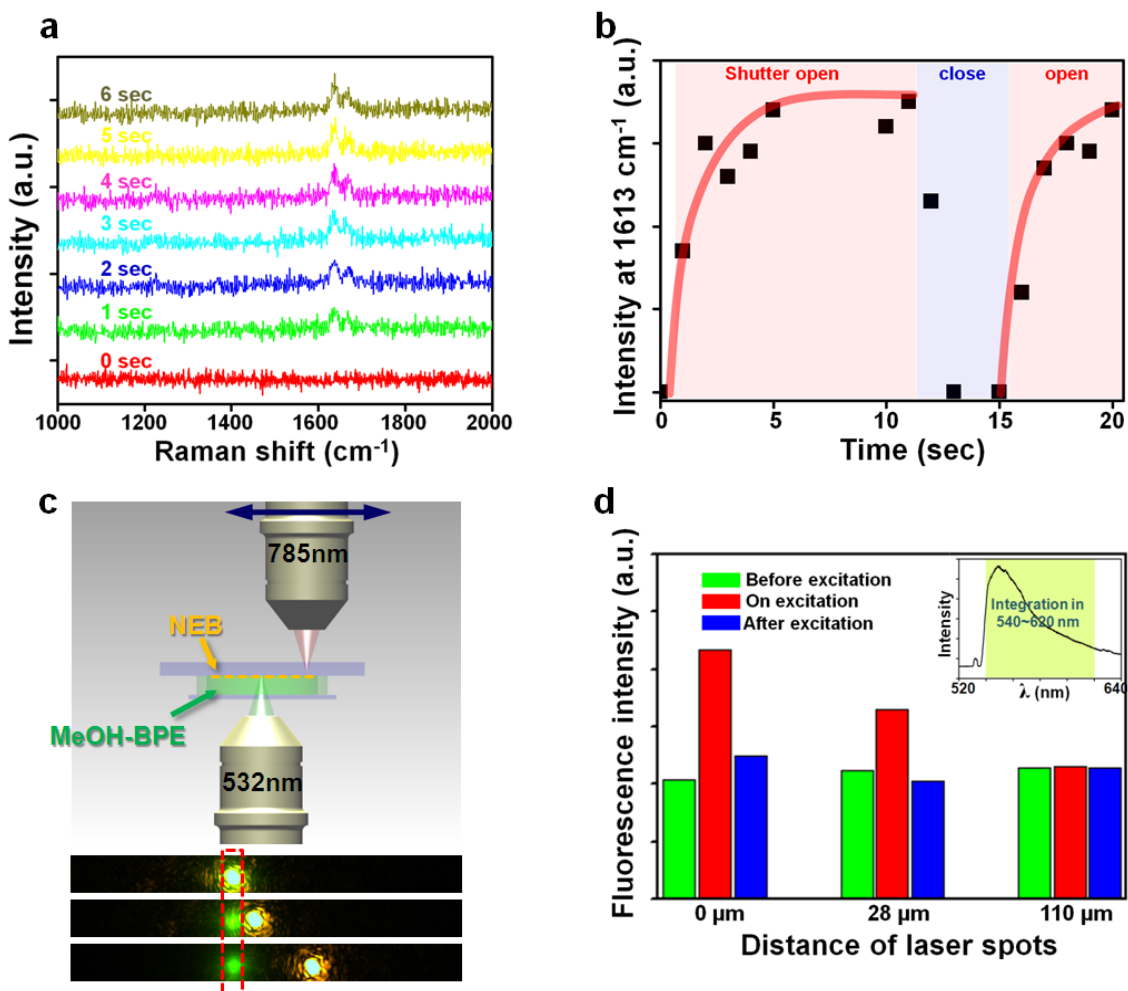 a
Intensity (a.u.)
6 sec
5 sec
4 sec
3 sec
2 sec
1 sec
0 sec
1000 1200 1400 1600 1800 2000
Raman shift (cm⁻¹)
b
Intensity at 1613 cm⁻¹ (a.u.)
Shutter open close open
0 5 10 15 20
Time (sec)
c
785nm
NEB
MeOH-BPE
532nm
d
Fluorescence intensity (a.u.)
Before excitation
On excitation
After excitation
Intensity
Integration in
540~620 nm
520 λ (nm) 640
0 μm 28 μm 110 μm
Distance of laser spots